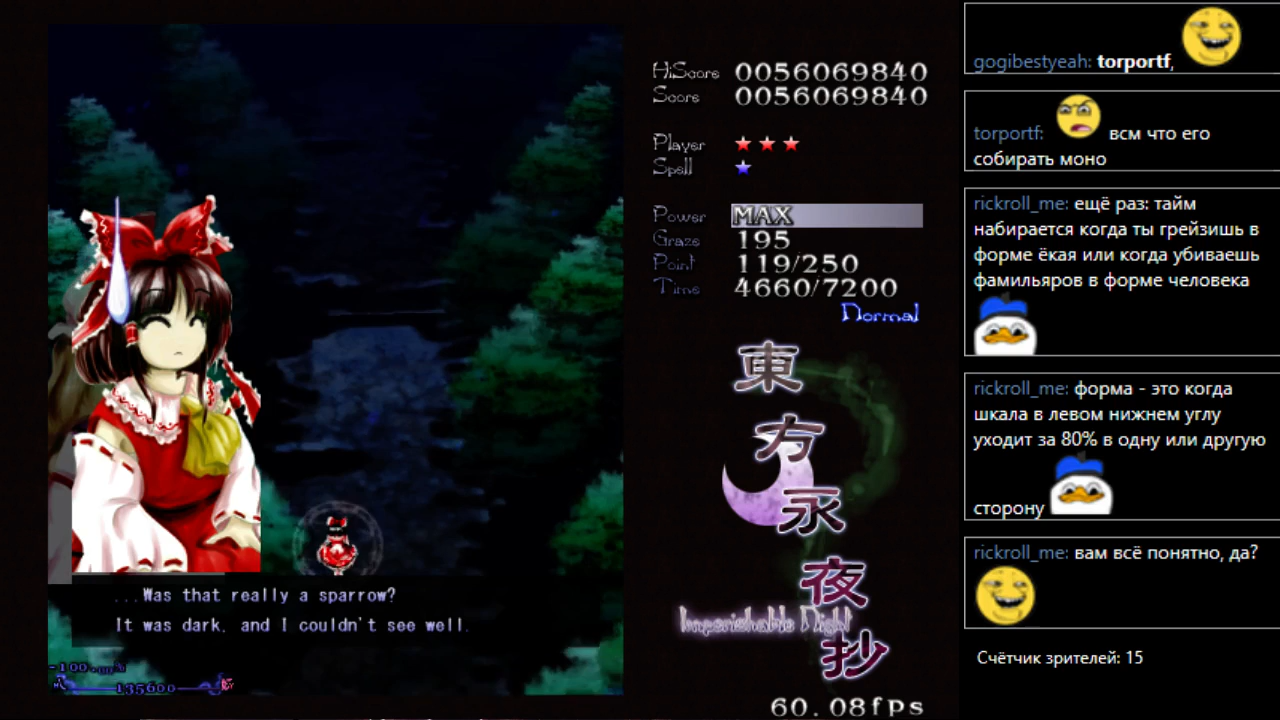 HiScore 0056069840
Score 0056069840
Player
Spell
Power MAX
Graze 195
Point 119/250
Time 4660/7200
Normal
東
方
永
夜
抄
Imperishable Night
60.08fps
...Was that really a sparrow?
It was dark, and I couldn't see well.
135600
gogibestyeah: torportf,
torportf: всм что его
собирать моно
rickroll_me: ещё раз: тайм
набирается когда ты грейзишь в
форме ёкая или когда убиваешь
фамильяров в форме человека
rickroll_me: форма - это когда
шкала в левом нижнем углу
уходит за 80% в одну или другую
сторону
rickroll_me: вам всё понятно, да?
Счётчик зрителей: 15